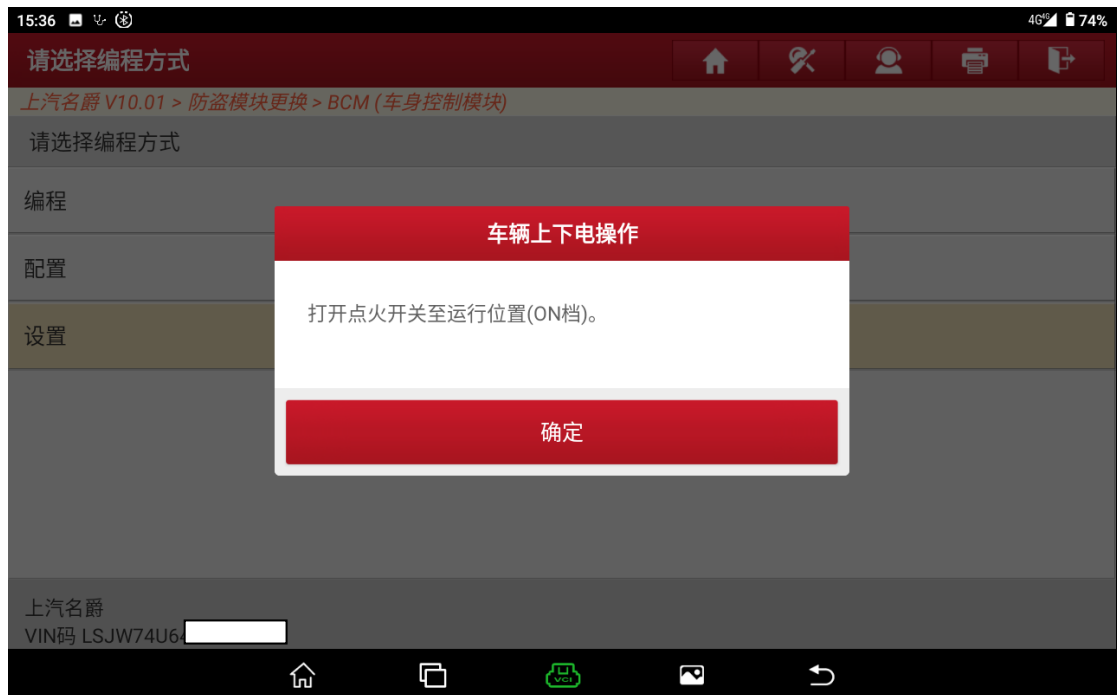 15:36
4G 4G 74%
请选择编程方式
上汽名爵 V10.01 > 防盗模块更换 > BCM (车身控制模块)
请选择编程方式
编程
配置
设置
车辆上下电操作
打开点火开关至运行位置(ON档)。
确定
上汽名爵
VIN码 LSJW74U64
VCI